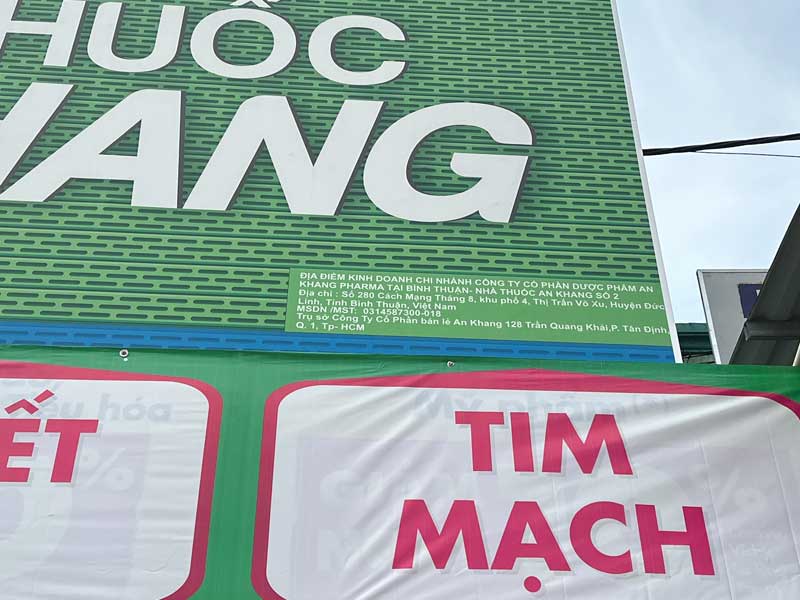 HUỐC
HANG
ĐỊA ĐIỂM KINH DOANH CHI NHÁNH CÔNG TY CỔ PHẦN DƯỢC PHẨM AN
KHANG PHARMA TẠI BÌNH THUẬN- NHÀ THUỐC AN KHANG SỐ 2
Địa chỉ : Số 280 Cách Mạng Tháng 8, khu phố 4, Thị Trấn Võ Xu, Huyện Đức
Linh, Tỉnh Bình Thuận, Việt Nam
MSDN /MST: 0314587300-018
Trụ sở Công Ty Cổ Phần bán lẻ An Khang 128 Trần Quang Khải,P. Tân Định,
Q. 1, Tp- HCM
ẾT
TIM
MẠCH